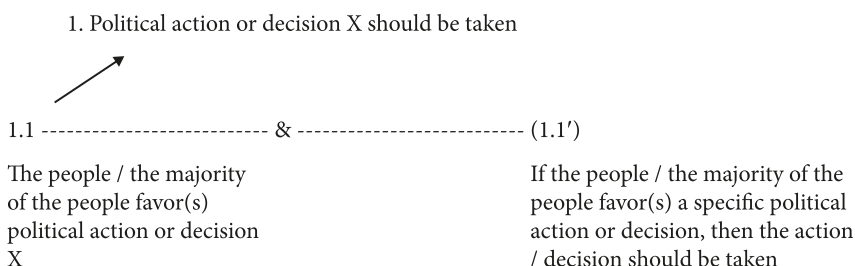 1. Political action or decision X should be taken
1.1 --------------------------- & --------------------------- (1.1′)
The people / the majority
of the people favor(s)
political action or decision
X
If the people / the majority of the
people favor(s) a specific political
action or decision, then the action
/ decision should be taken